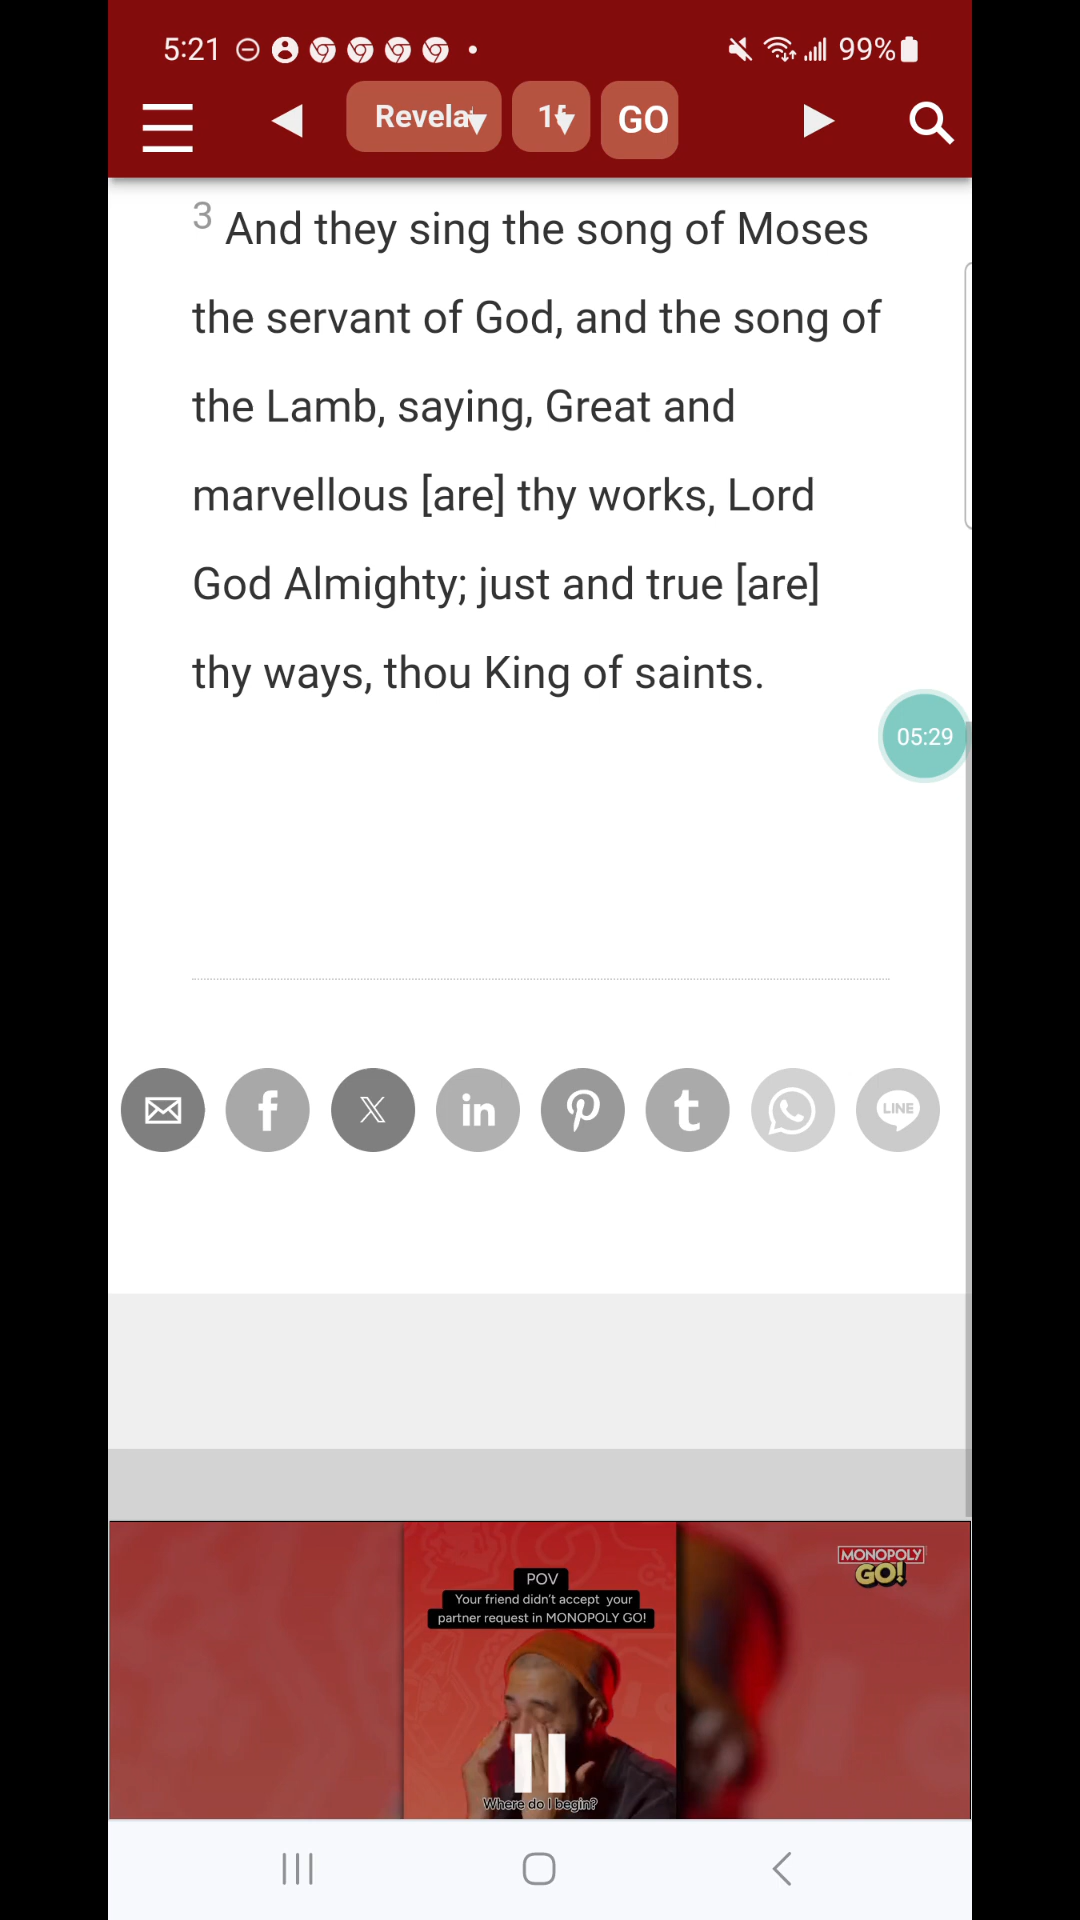 5:21
99%
Revela
GO
3 And they sing the song of Moses
the servant of God, and the song of
the Lamb, saying, Great and
marvellous [are] thy works, Lord
God Almighty; just and true [are]
thy ways, thou King of saints.
05:29
LINE
MONOPOLY
GO!
POV
Your friend didn't accept your
partner request in MONOPOLY GO!
Where do I begin?